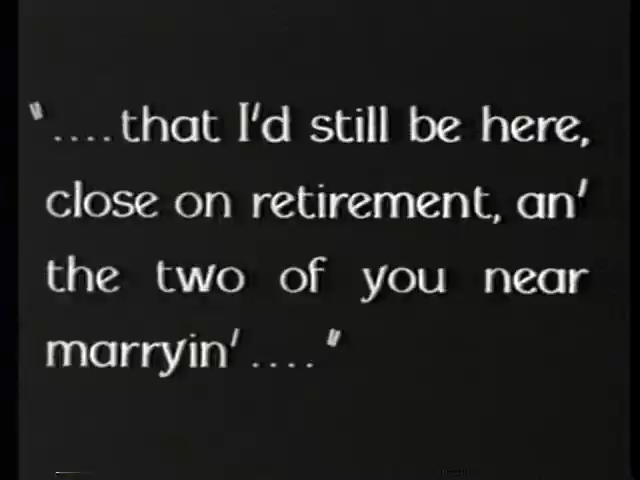 "....that I'd still be here,
close on retirement, an'
the two of you near
marryin'...."